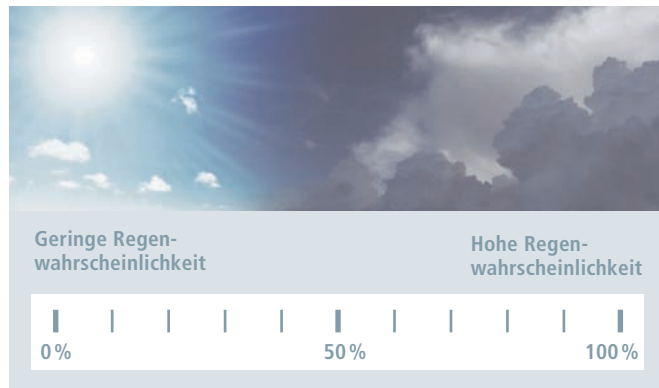 Geringe Regen-
wahrscheinlichkeit
Hohe Regen-
wahrscheinlichkeit
0 % 50 % 100 %